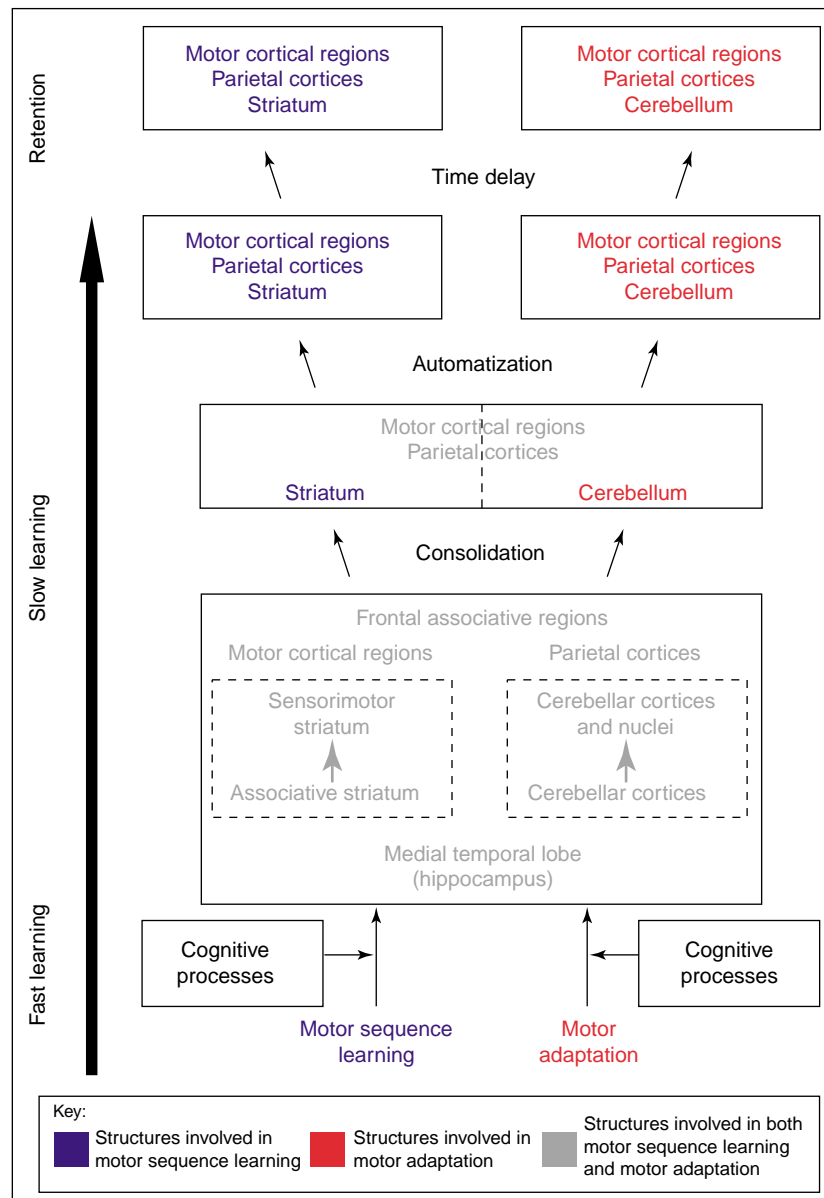 Retention
Motor cortical regions
Parietal cortices
Striatum
Motor cortical regions
Parietal cortices
Cerebellum
Time delay
Motor cortical regions
Parietal cortices
Striatum
Motor cortical regions
Parietal cortices
Cerebellum
Automatization
Motor cortical regions
Parietal cortices
Striatum
Cerebellum
Slow learning
Consolidation
Frontal associative regions
Motor cortical regions
Parietal cortices
Sensorimotor
striatum
Associative striatum
Cerebellar cortices
and nuclei
Cerebellar cortices
Medial temporal lobe
(hippocampus)
Fast learning
Cognitive
processes
Cognitive
processes
Motor sequence
learning
Motor
adaptation
Key:
Structures involved in
motor sequence learning
Structures involved in
motor adaptation
Structures involved in both
motor sequence learning
and motor adaptation